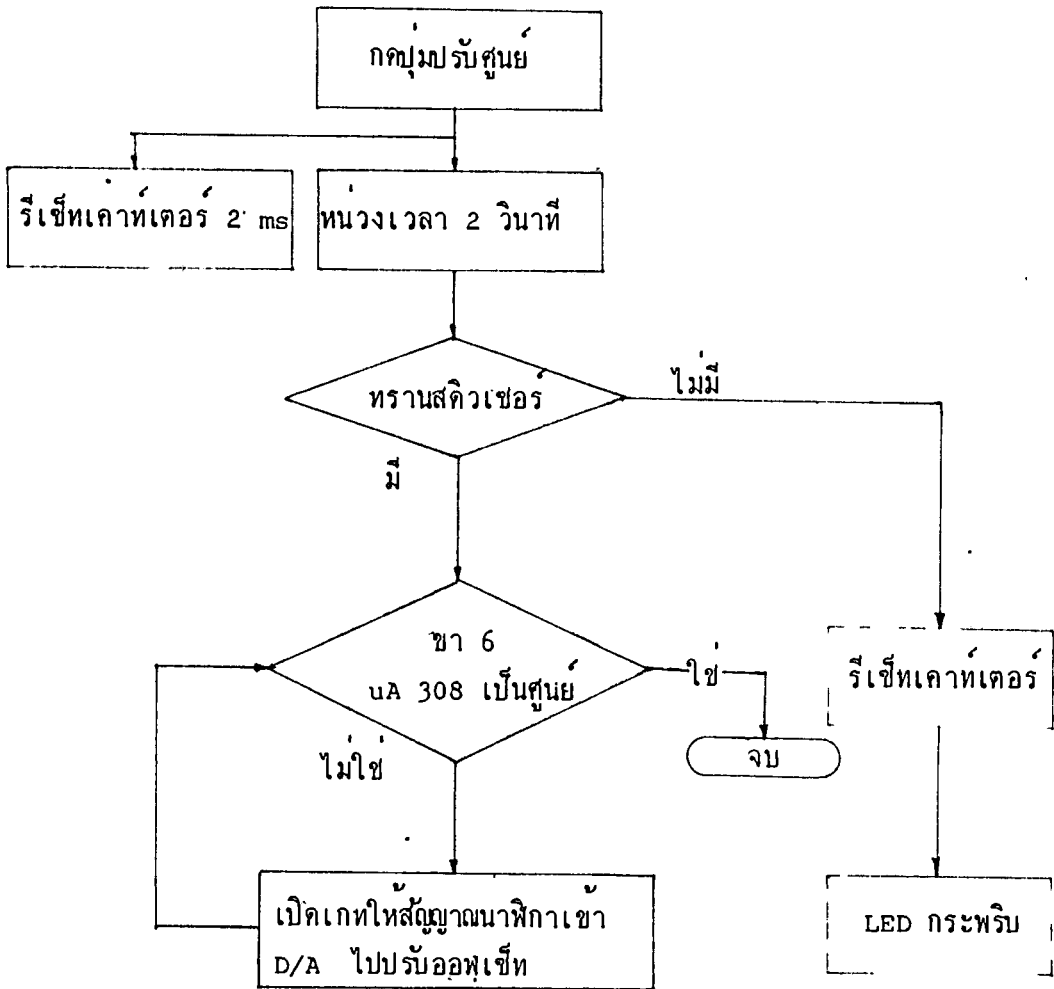 กดปุ่มปรับศูนย์
รีเซ็ทเค้าท์เตอร์ 2 ms
หน่วงเวลา 2 วินาที
ทรานสดิวเซอร์
ไม่มี
มี
ขา 6
uA 308 เป็นศูนย์
ใช่
รีเซ็ทเคาท์เตอร์
จบ
ไม่ใช่
เปิดเกทให้สัญญาณนาฬิกาเข้า
D/A ไปปรับออฟเซ็ท
LED กระพริบ